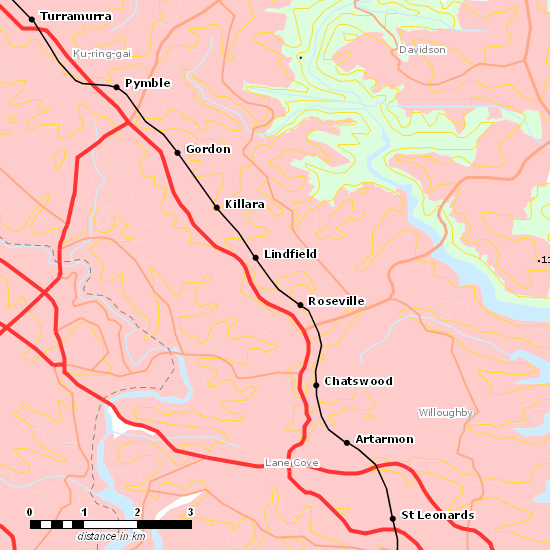 Turramurra
Davidson
Ku-ring-gai
Pymble
Gordon
Killara
Lindfield
Roseville
Chatswood
Willoughby
Artarmon
Lane Cove
0 1 2 3
St Leonards
distance in km